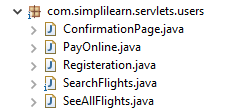 com.simplilearn.servlets.users
ConfirmationPage.java
PayOnline.java
Registeration.java
SearchFlights.java
SeeAllFlights.java